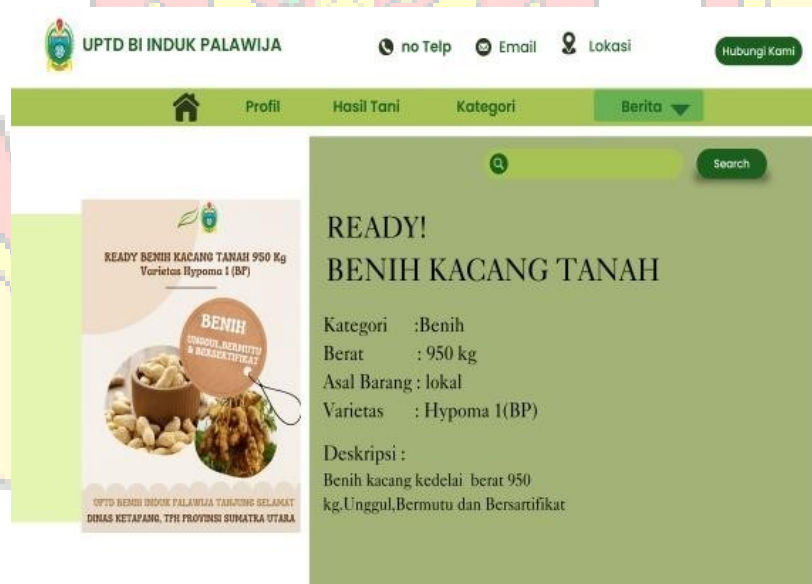 UPTD BI INDUK PALAWIJA
no Telp Email Lokasi
Hubungi Kami
Profil Hasil Tani Kategori Berita
Search
READY BENIH KACANG TANAH 950 Kg
Varietas Hypoma 1 (BP)
BENIH
UNGGUL,BERMUTU
& BERSERTIFIKAT
UPTD BENIH INDUK PALAWIJA TANJUNG SELAMAT
DINAS KETAPANG, TPH PROVINSI SUMATRA UTARA
READY!
BENIH KACANG TANAH
Kategori :Benih
Berat : 950 kg
Asal Barang : lokal
Varietas : Hypoma 1(BP)
Deskripsi :
Benih kacang kedelai berat 950
kg.Unggul,Bermutu dan Bersartifikat